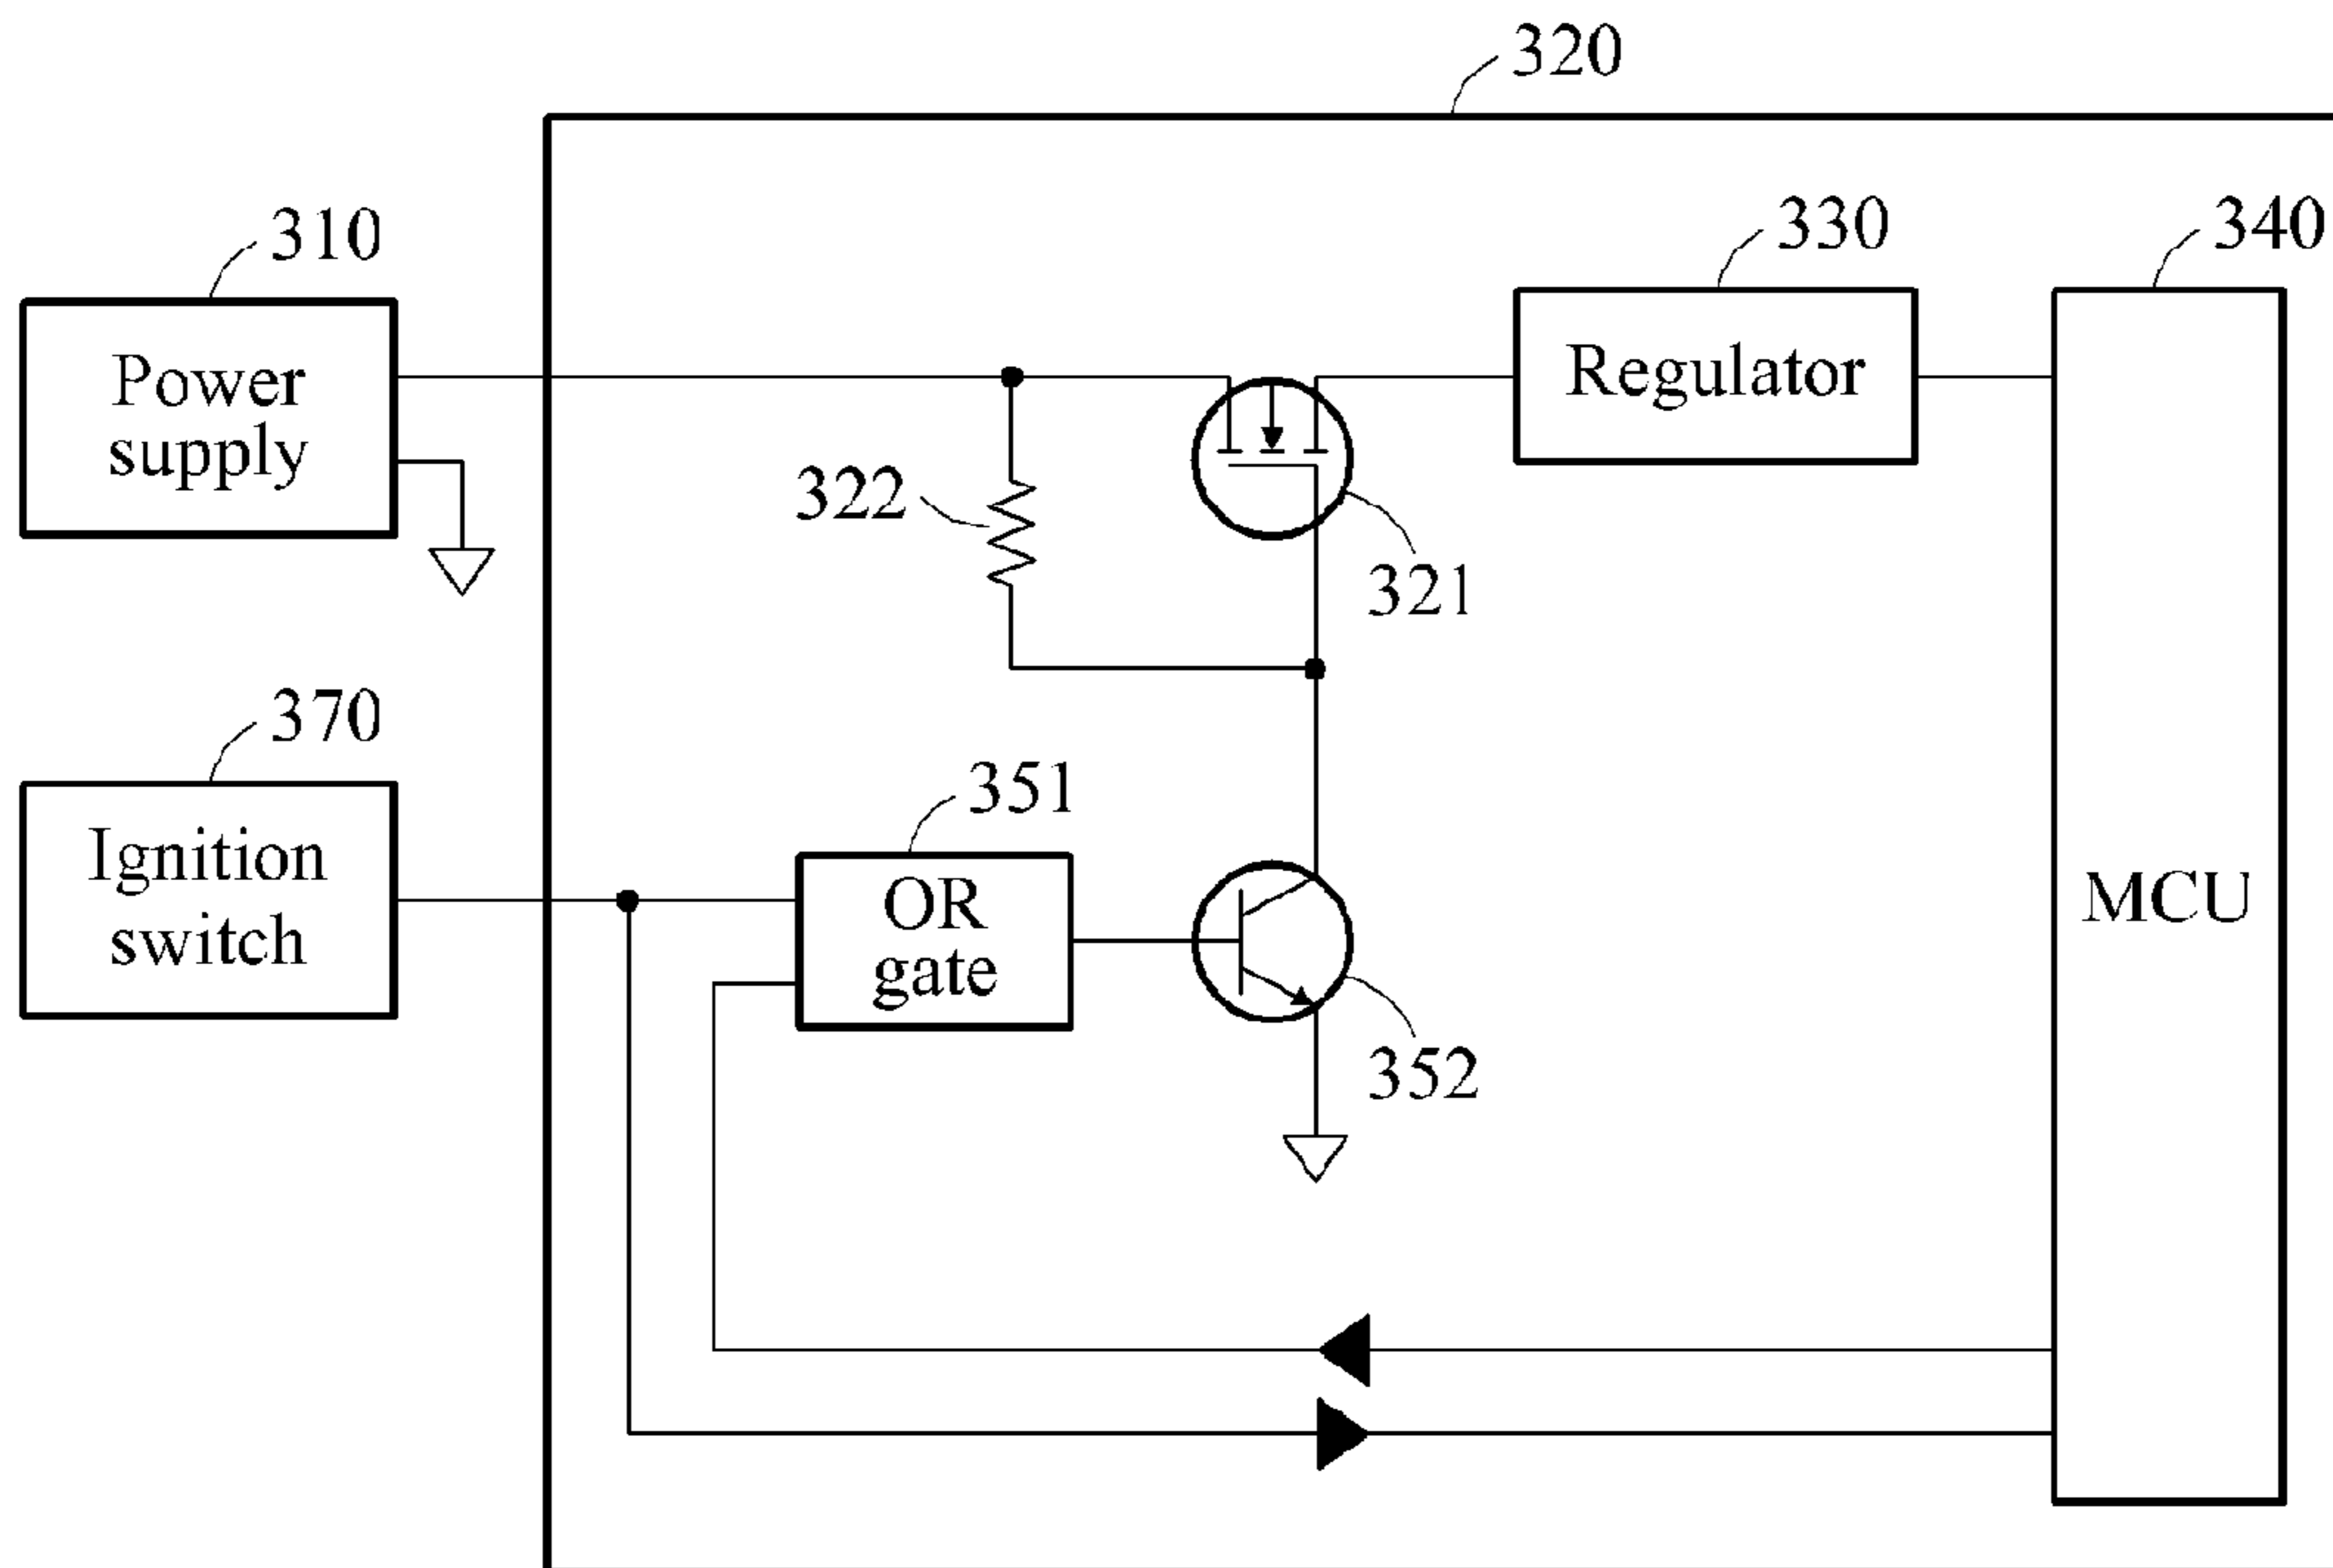 320
310
330
340
Power
supply
Regulator
322
321
370
351
Ignition
switch
OR
gate
MCU
352